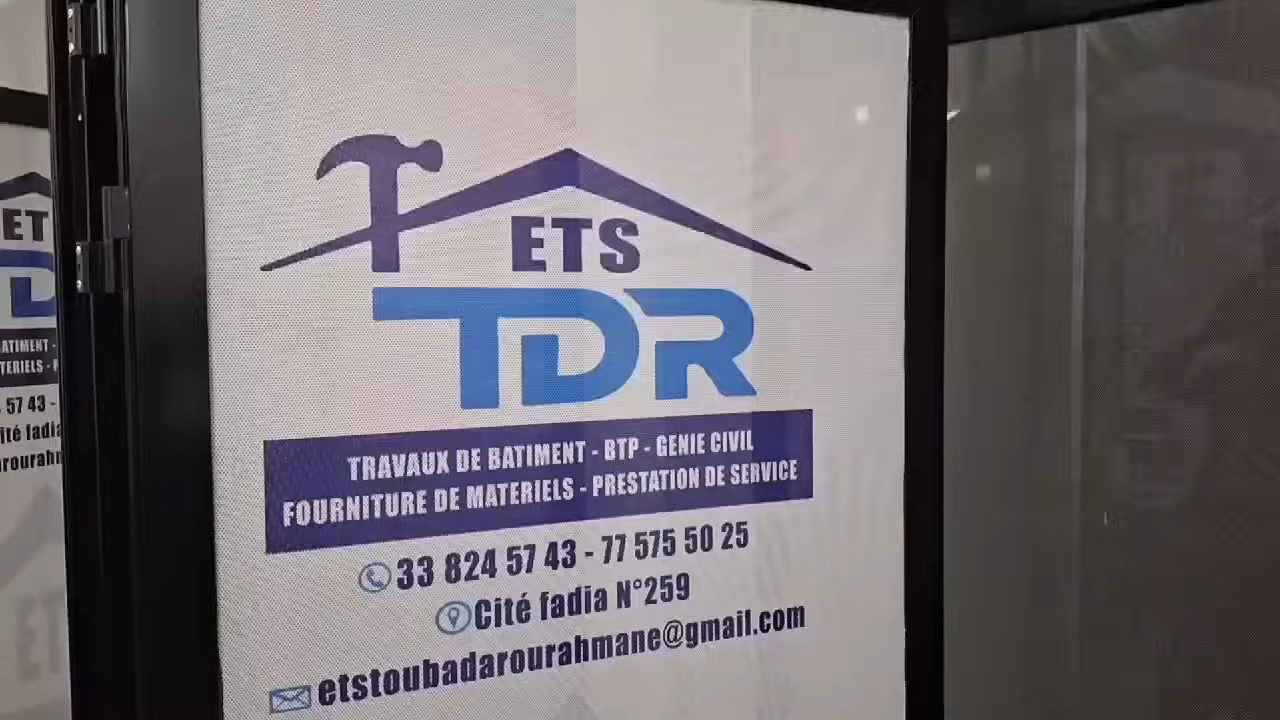 ETS
TDR
TRAVAUX DE BATIMENT - BTP - GENIE CIVIL
FOURNITURE DE MATERIELS - PRESTATION DE SERVICE
33 824 57 43 - 77 575 50 25
Cité fadia N°259
etstoubadarourahmane@gmail.com